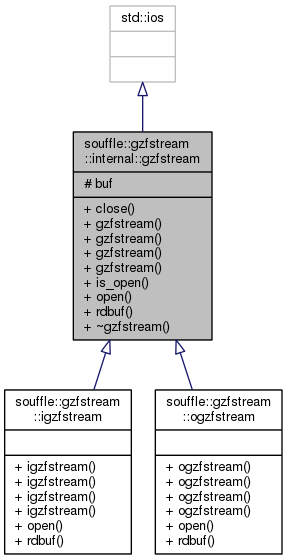 std::ios
souffle::gzfstream
::internal::gzfstream
# buf
+ close()
+ gzfstream()
+ gzfstream()
+ gzfstream()
+ gzfstream()
+ is_open()
+ open()
+ rdbuf()
+ ~gzfstream()
souffle::gzfstream
::igzfstream
+ igzfstream()
+ igzfstream()
+ igzfstream()
+ igzfstream()
+ open()
+ rdbuf()
souffle::gzfstream
::ogzfstream
+ ogzfstream()
+ ogzfstream()
+ ogzfstream()
+ ogzfstream()
+ open()
+ rdbuf()